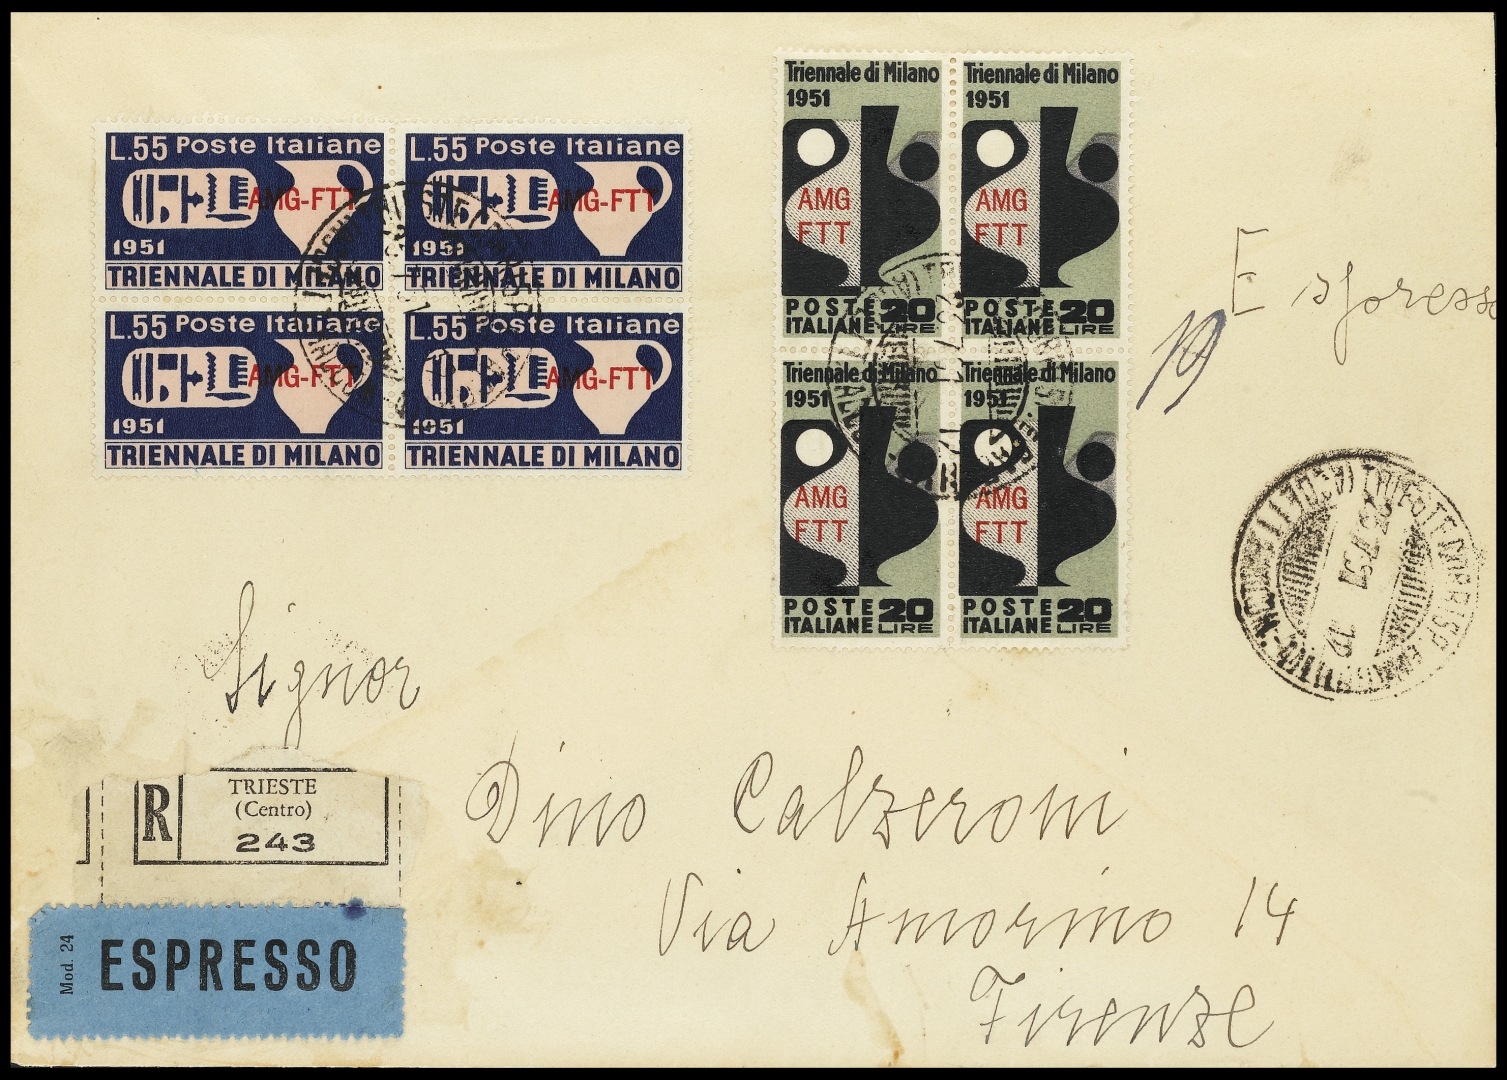 L.55 Poste Italiane
AMG-FTT
1951
TRIENNALE DI MILANO
L.55 Poste Italiane
AMG-FTT
1951
TRIENNALE DI MILANO
L.55 Poste Italiane
AMG-FTT
1951
TRIENNALE DI MILANO
L.55 Poste Italiane
AMG-FTT
1951
TRIENNALE DI MILANO
Triennale di Milano
1951
AMG
FTT
POSTE 20
ITALIANE LIRE
Triennale di Milano
1951
AMG
FTT
POSTE 20
ITALIANE LIRE
Triennale di Milano
1951
AMG
FTT
POSTE 20
ITALIANE LIRE
Triennale di Milano
1951
AMG
FTT
POSTE 20
ITALIANE LIRE
Espresso
19
TRIESTE
Signor
Dino Calzeroni
Via Amorino 14
Firenze
R
TRIESTE
(Centro)
243
Mod. 24
ESPRESSO